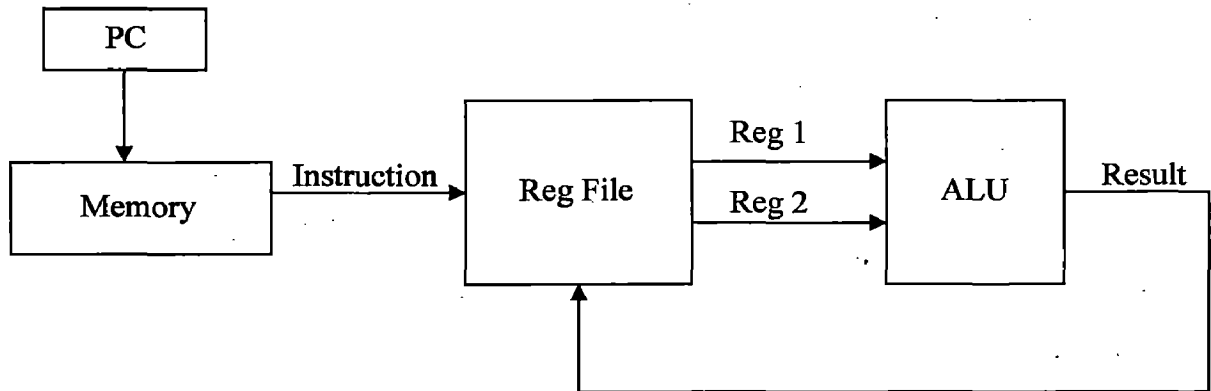 PC
Memory
Instruction
Reg File
Reg 1
Reg 2
ALU
Result